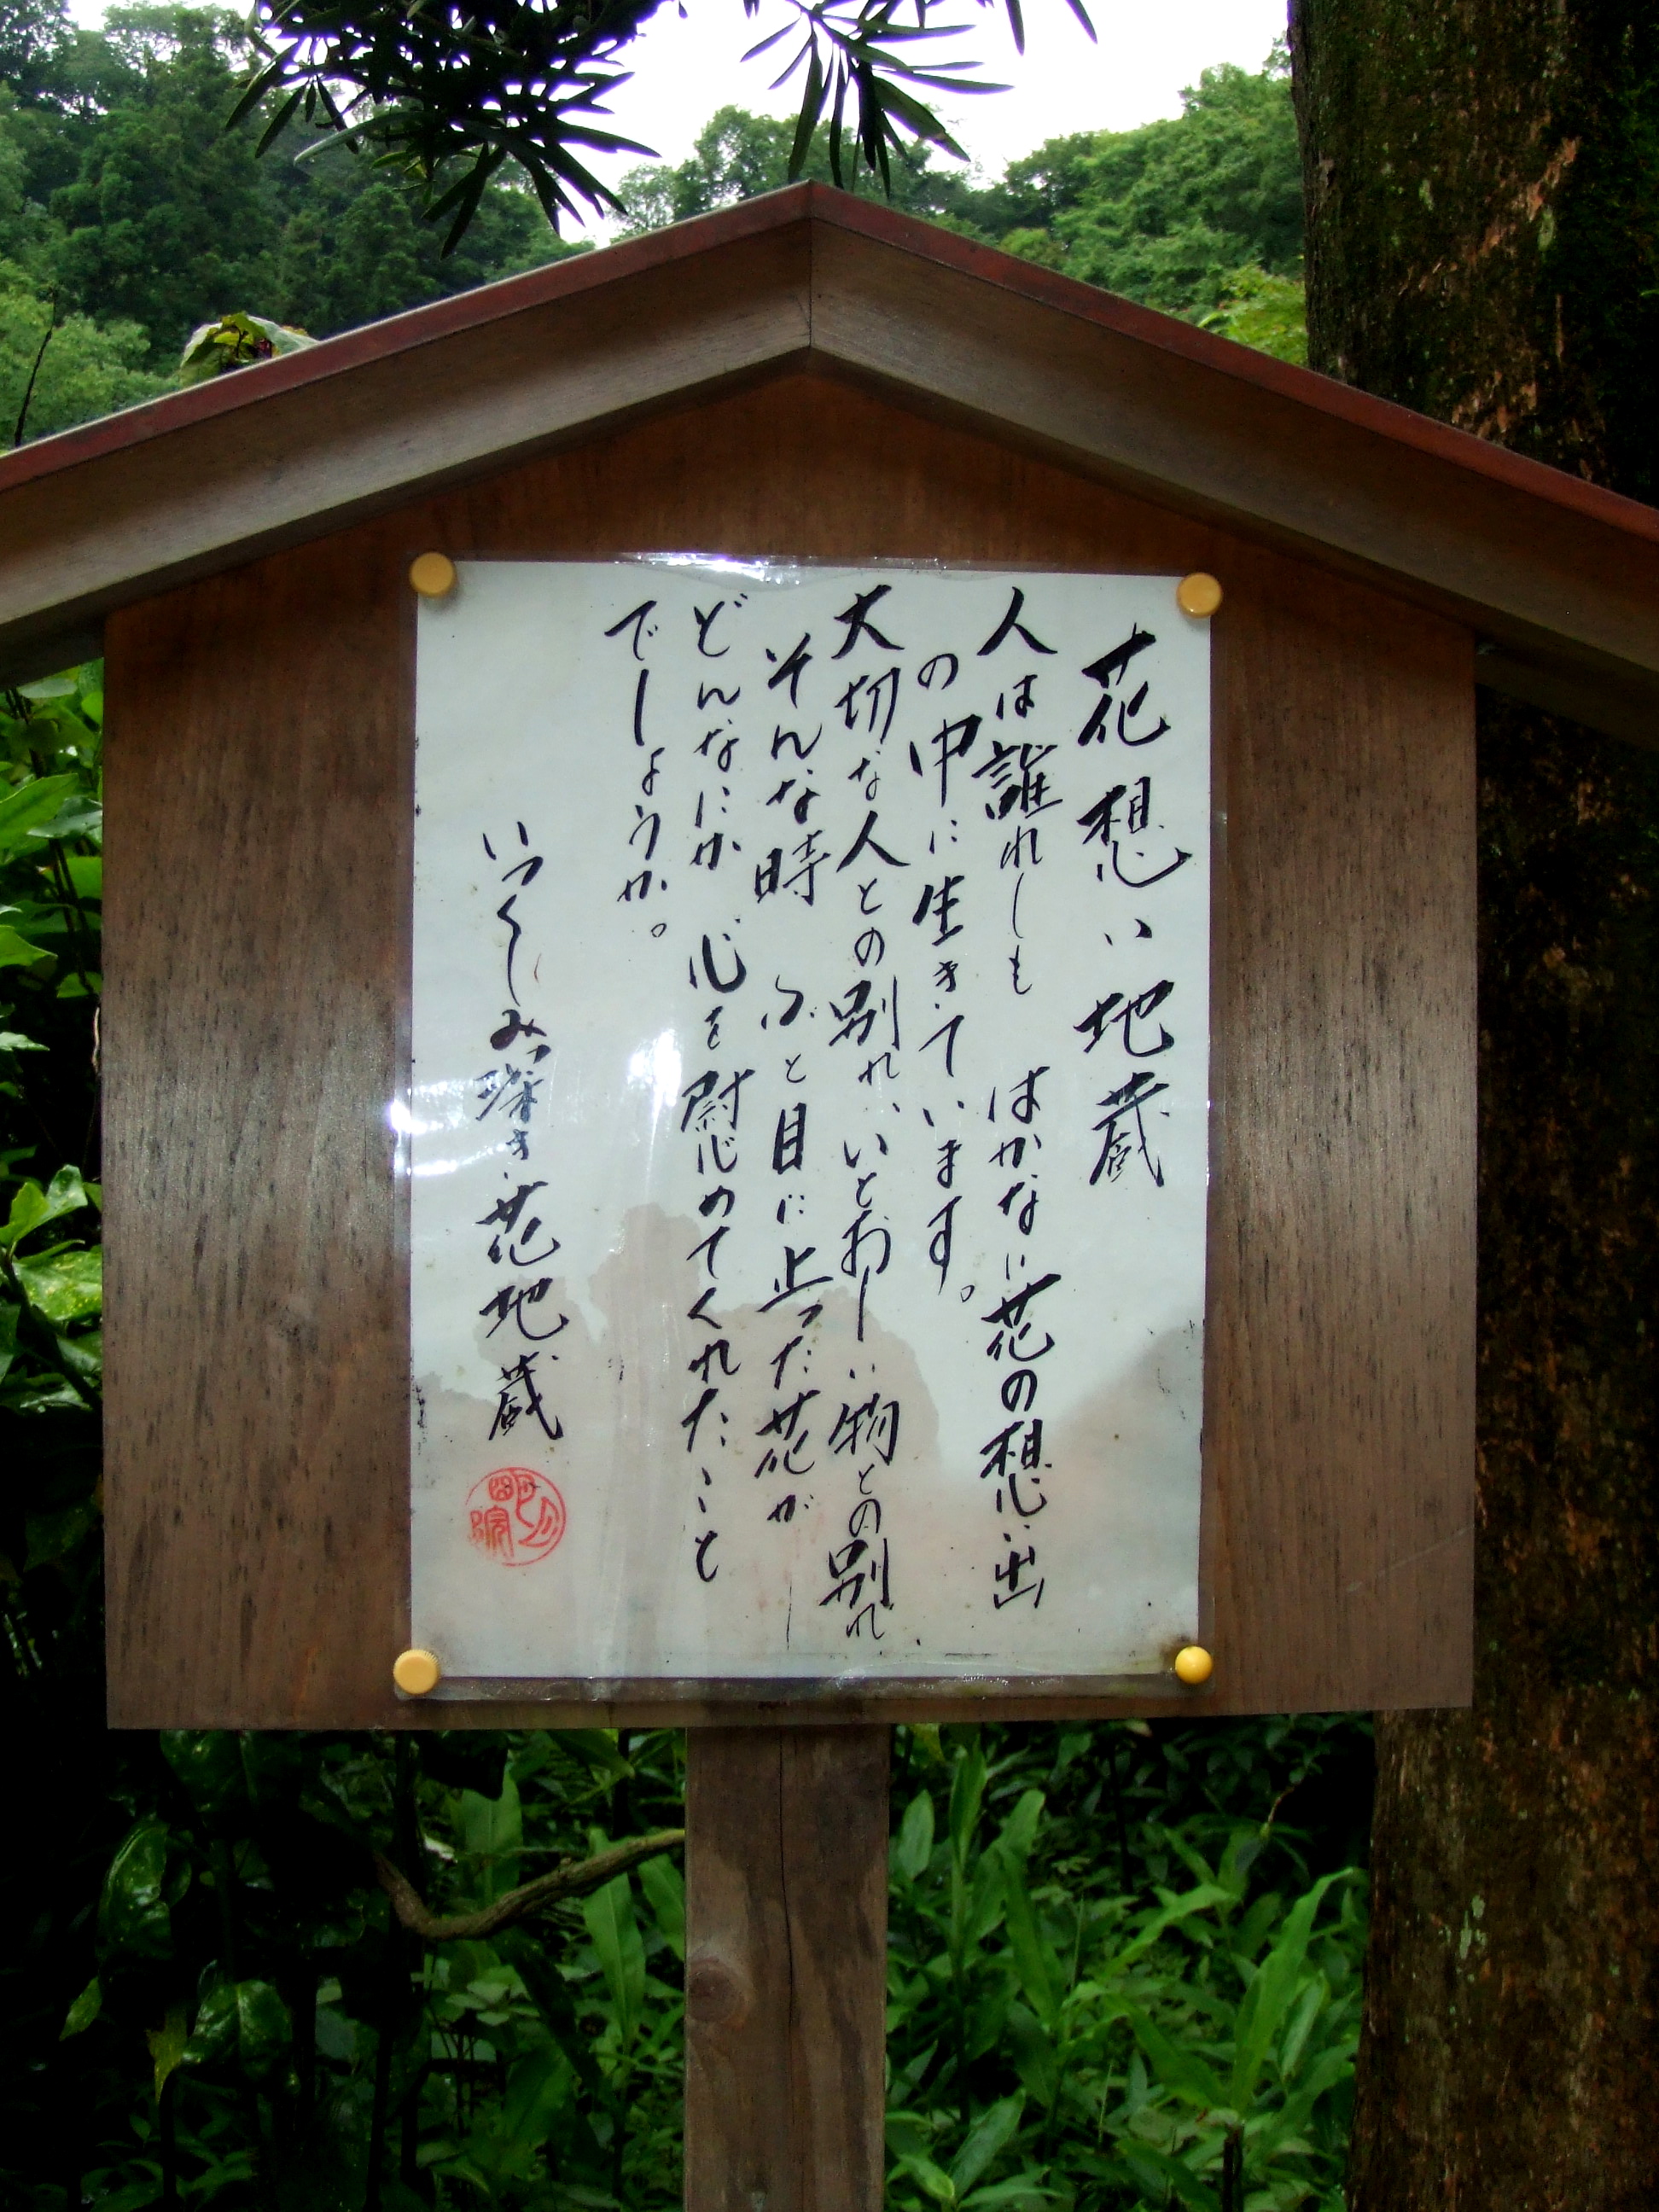 花想い地蔵
人は誰れしも　はかない花の想い出
の中に生きています。
大切な人との別れ、いとおしい物との別れ
そんな時　ふと目に止った花が
どんなにか　心を慰めてくれたこと
でしょうか。
いつくしみ深き花地蔵